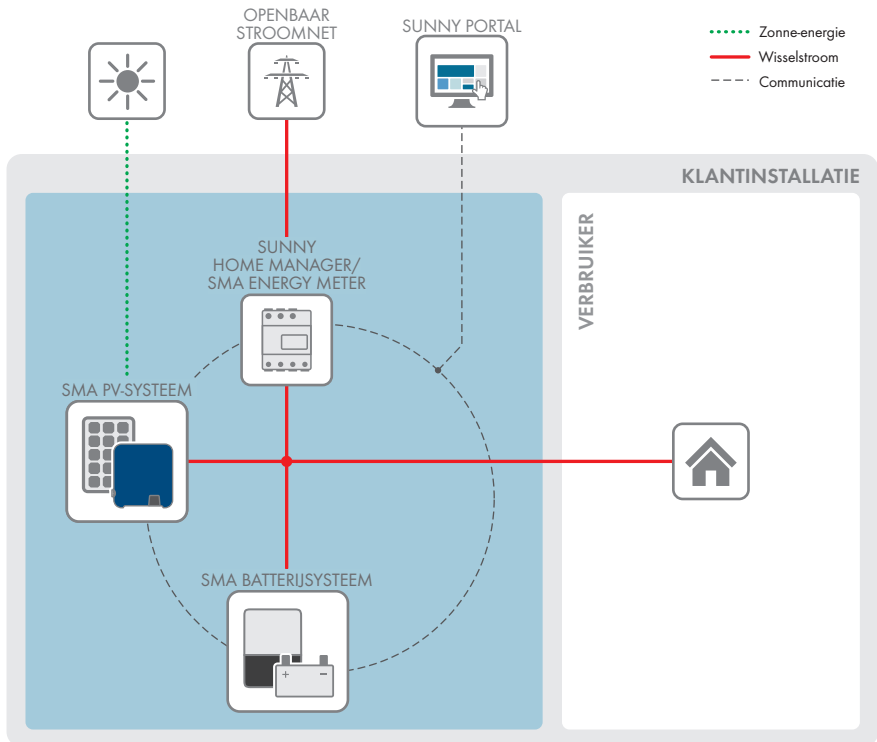 OPENBAAR
STROOMNET
SUNNY PORTAL
Zonne-energie
Wisselstroom
Communicatie
KLANTINSTALLATIE
VERBRUIKER
SUNNY
HOME MANAGER/
SMA ENERGY METER
SMA PV-SYSTEEM
SMA BATTERIJSYSTEEM
+ −